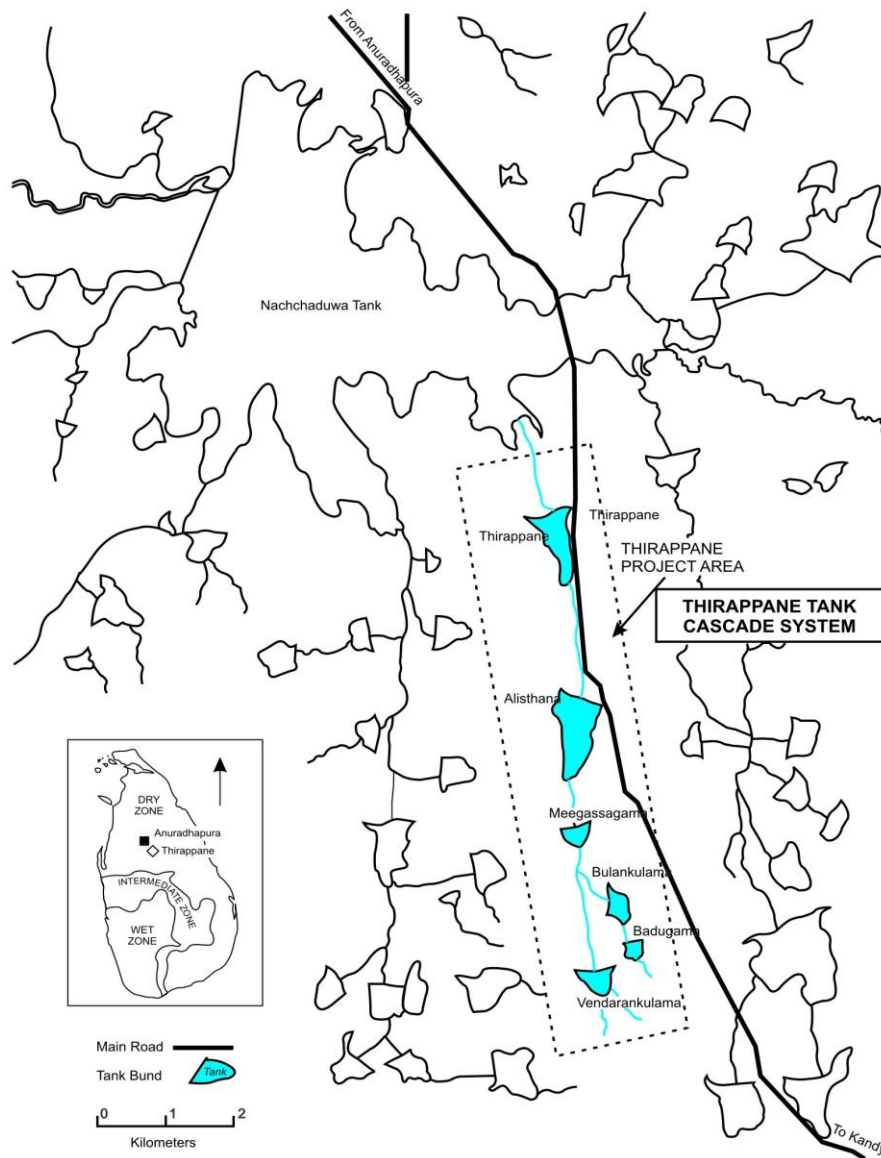 From Anuradhapura
Nachchaduwa Tank
Thirappane
Thirappane
THIRAPPANE
PROJECT AREA
THIRAPPANE TANK
CASCADE SYSTEM
Alisthana
Meegassagama
Bulankulama
Badugama
Vendarankulama
DRY
ZONE
Anuradhapura
Thirappane
INTERMEDIATE ZONE
WET
ZONE
Main Road
Tank Bund
Tank
0 1 2
Kilometers
To Kandy